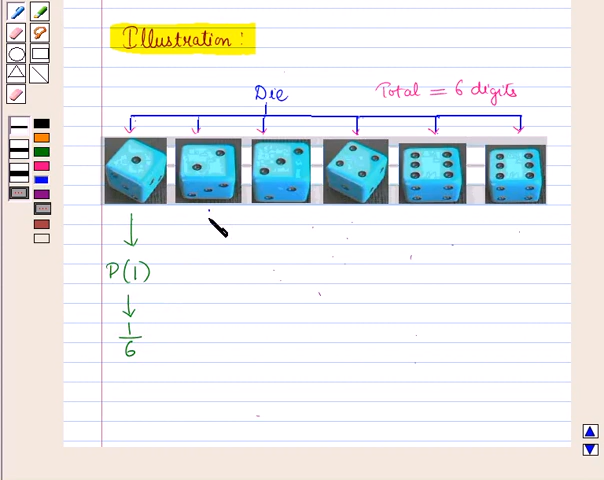 Illustration:
Die
Total = 6 digits
P(1)
1
6